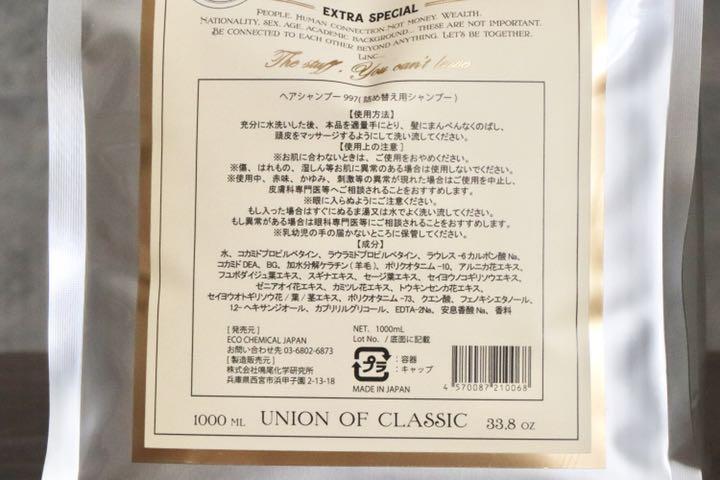 EXTRA SPECIAL
PEOPLE. HUMAN CONNECTION NOT MONEY. WEALTH.
NATIONALITY, SEX, AGE, ACADEMIC BACKGROUND... THESE ARE NOT IMPORTANT.
BE CONNECTED TO EACH OTHER BEYOND ANYTHING. LET'S BE TOGETHER.
LINC
The stuff, You can't
ヘアシャンプー 997(詰め替え用シャンプー)
【使用方法】
充分に水洗いした後、本品を適量手にとり、髪にまんべんなくのばし、
頭皮をマッサージするようにして洗い流してください。
【使用上の注意】
※お肌に合わないときは、ご使用をおやめください。
※傷、はれもの、湿しん等お肌に異常のある場合は使用しないでください。
※使用中、赤味、かゆみ、刺激等の異常が現れた場合はご使用を中止し、
皮膚科専門医等へご相談されることをおすすめします。
※眼に入らぬようにご注意ください。
もし入った場合はすぐにぬるま湯又は水でよく洗い流してください。
もし異常がある場合は眼科専門医等にご相談されることをおすすめします。
※乳幼児の手の届かないところに保管してください。
【成分】
水、コカミドプロピルベタイン、ラウラミドプロピルベタイン、ラウレス-6カルボン酸Na、
コカミドDEA、BG、加水分解ケラチン(羊毛)、ポリクオタニウム-10、アルニカ花エキス、
フユボダイジュ葉エキス、スギナエキス、セージ葉エキス、セイヨウノコギリソウエキス、
ゼニアオイ花エキス、カミツレ花エキス、トウキンセンカ花エキス、
セイヨウオトギリソウ花/葉/茎エキス、ポリクオタニウム-73、クエン酸、フェノキシエタノール、
1,2-ヘキサンジオール、カプリリルグリコール、EDTA-2Na、安息香酸Na、香料
[発売元]
ECO CHEMICAL JAPAN
お問い合わせ先 03-6802-6873
[製造販売元]
株式会社鳴尾化学研究所
兵庫県西宮市浜甲子園 2-13-18
NET. 1000mL
Lot No. / 底面に記載
プラ
:容器
:キャップ
MADE IN JAPAN
4 570087 210068
1000 ML UNION OF CLASSIC 33.8 OZ